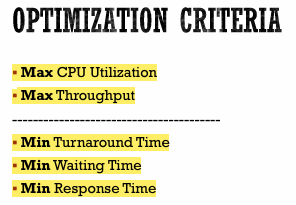 OPTIMIZATION CRITERIA
▪ Max CPU Utilization
▪ Max Throughput
----------------------------------------
▪ Min Turnaround Time
▪ Min Waiting Time
▪ Min Response Time